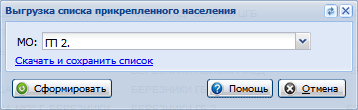 Выгрузка списка прикрепленного населения
МО: ГП 2.
Скачать и сохранить список
Сформировать Помощь Отмена